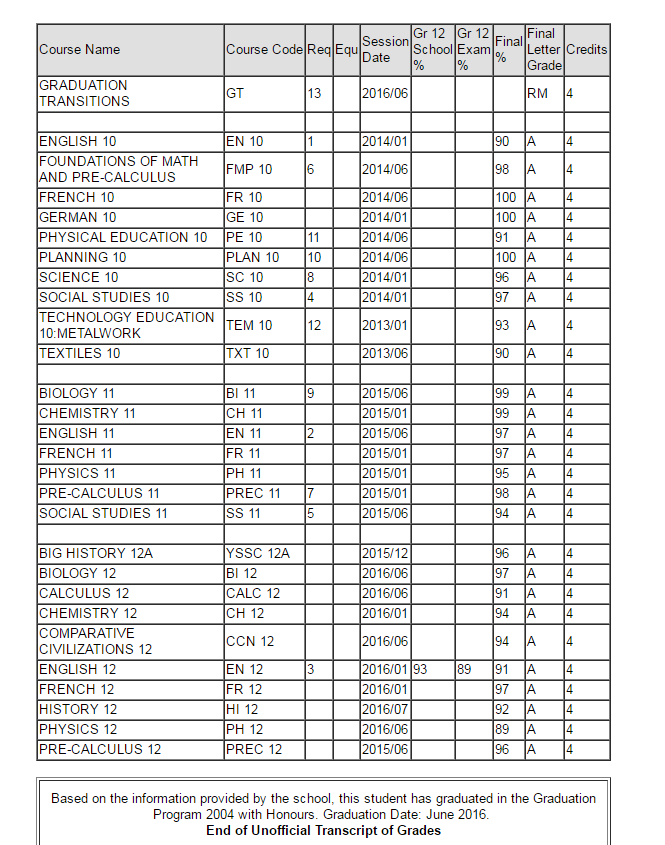 Course Name Course Code Req Equ Session Date Gr 12 School % Gr 12 Exam % Final % Final Letter Grade Credits
GRADUATION
TRANSITIONS GT 13 2016/06 RM 4
ENGLISH 10 EN 10 1 2014/01 90 A 4
FOUNDATIONS OF MATH
AND PRE-CALCULUS FMP 10 6 2014/06 98 A 4
FRENCH 10 FR 10 2014/06 100 A 4
GERMAN 10 GE 10 2014/01 100 A 4
PHYSICAL EDUCATION 10 PE 10 11 2014/06 91 A 4
PLANNING 10 PLAN 10 10 2014/06 100 A 4
SCIENCE 10 SC 10 8 2014/01 96 A 4
SOCIAL STUDIES 10 SS 10 4 2014/01 97 A 4
TECHNOLOGY EDUCATION
10:METALWORK TEM 10 12 2013/01 93 A 4
TEXTILES 10 TXT 10 2013/06 90 A 4
BIOLOGY 11 BI 11 9 2015/06 99 A 4
CHEMISTRY 11 CH 11 2015/01 99 A 4
ENGLISH 11 EN 11 2 2015/06 97 A 4
FRENCH 11 FR 11 2015/01 97 A 4
PHYSICS 11 PH 11 2015/01 95 A 4
PRE-CALCULUS 11 PREC 11 7 2015/01 98 A 4
SOCIAL STUDIES 11 SS 11 5 2015/06 94 A 4
BIG HISTORY 12A YSSC 12A 2015/12 96 A 4
BIOLOGY 12 BI 12 2016/06 97 A 4
CALCULUS 12 CALC 12 2016/06 91 A 4
CHEMISTRY 12 CH 12 2016/01 94 A 4
COMPARATIVE
CIVILIZATIONS 12 CCN 12 2016/06 94 A 4
ENGLISH 12 EN 12 3 2016/01 93 89 91 A 4
FRENCH 12 FR 12 2016/01 97 A 4
HISTORY 12 HI 12 2016/07 92 A 4
PHYSICS 12 PH 12 2016/06 89 A 4
PRE-CALCULUS 12 PREC 12 2015/06 96 A 4
Based on the information provided by the school, this student has graduated in the Graduation
Program 2004 with Honours. Graduation Date: June 2016.
End of Unofficial Transcript of Grades